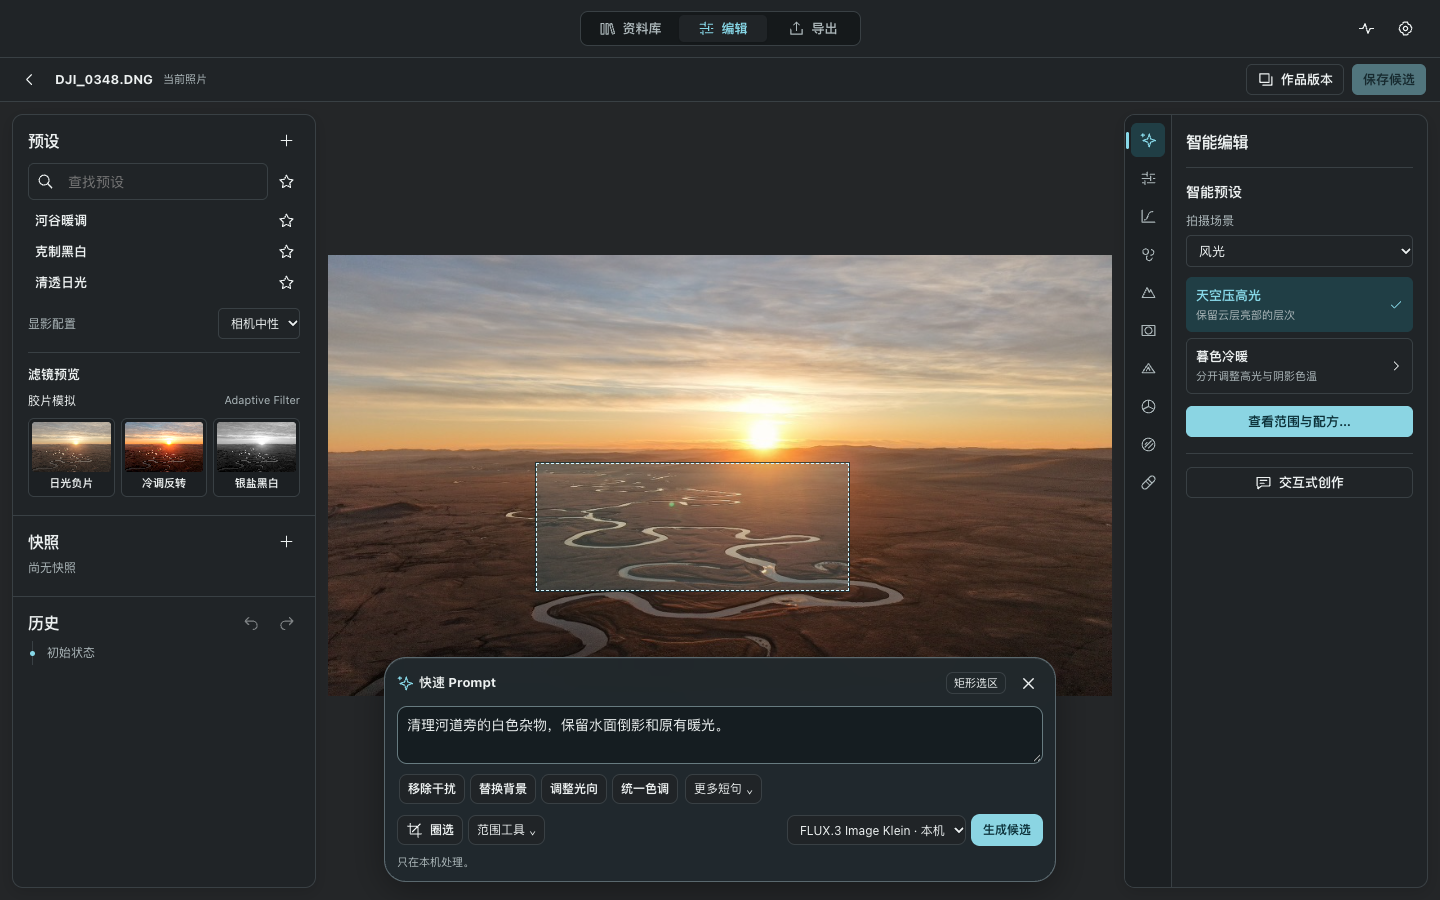 资料库
编辑
导出
DJI_0348.DNG 当前照片
作品版本
保存候选
预设
查找预设
河谷暖调
克制黑白
清透日光
显影配置 相机中性
滤镜预览
胶片模拟 Adaptive Filter
日光负片 冷调反转 银盐黑白
快照
尚无快照
历史
初始状态
快速 Prompt
矩形选区
清理河道旁的白色杂物，保留水面倒影和原有暖光。
移除干扰 替换背景 调整光向 统一色调 更多短句
圈选 范围工具 FLUX.3 Image Klein · 本机 生成候选
只在本机处理。
智能编辑
智能预设
拍摄场景
风光
天空压高光
保留云层亮部的层次
暮色冷暖
分开调整高光与阴影色温
查看范围与配方...
交互式创作